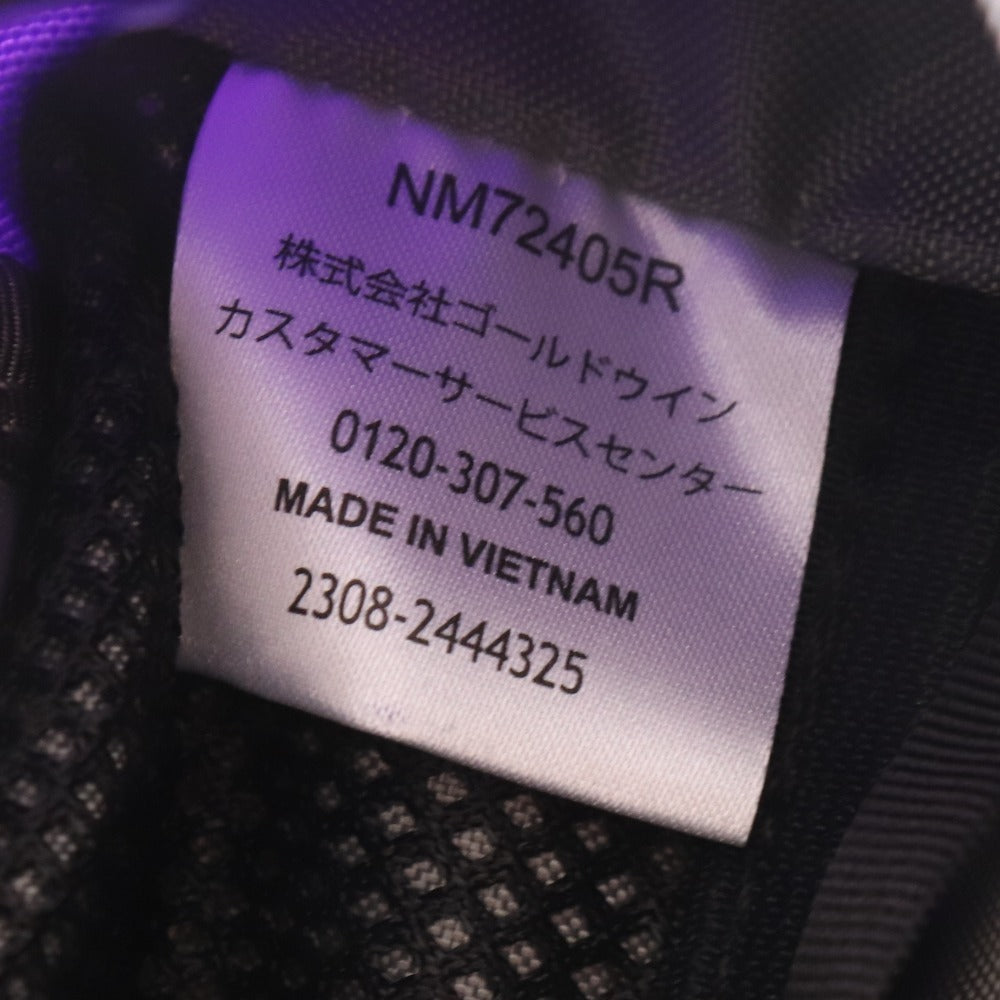 NM72405R
株式会社ゴールドウイン
カスタマーサービスセンター
0120-307-560
MADE IN VIETNAM
2308-2444325